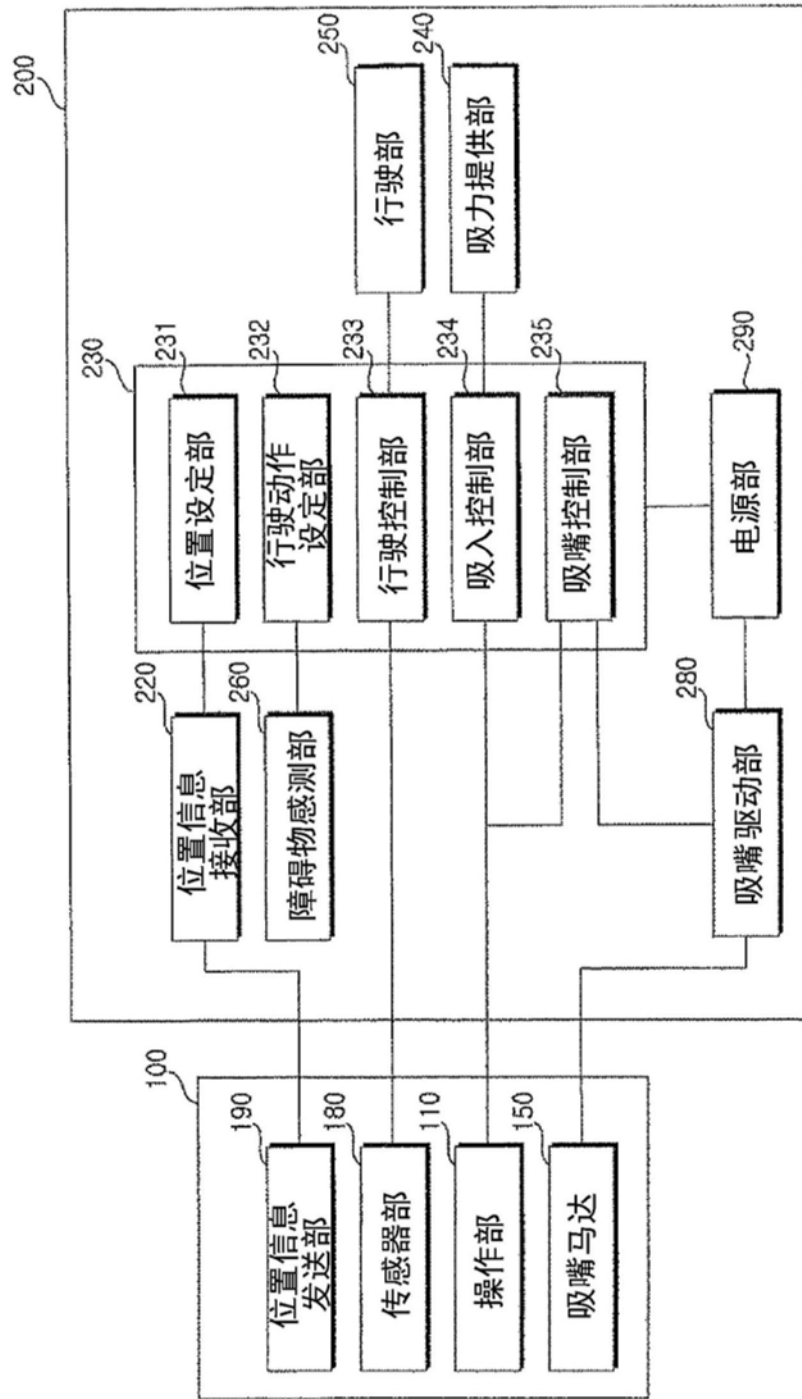 200
100
190
位置信息
发送部
180
传感器部
110
操作部
150
吸嘴马达
220
位置信息
接收部
260
障碍物感测部
280
吸嘴驱动部
230
231
位置设定部
232
行驶动作
设定部
233
行驶控制部
234
吸入控制部
235
吸嘴控制部
290
电源部
250
行驶部
240
吸力提供部